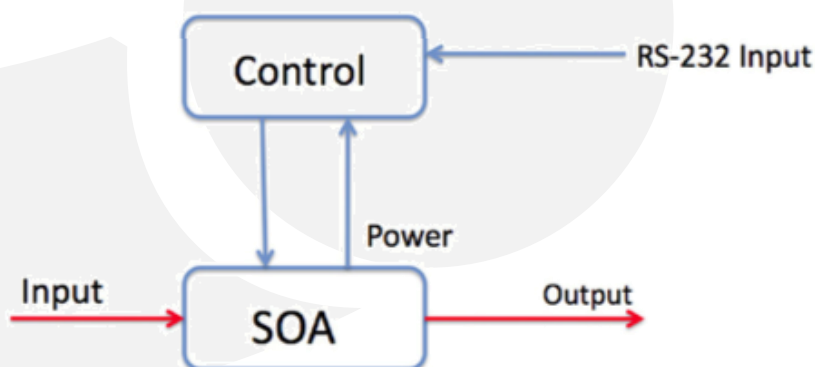 Control
RS-232 Input
Power
Input
Output
SOA